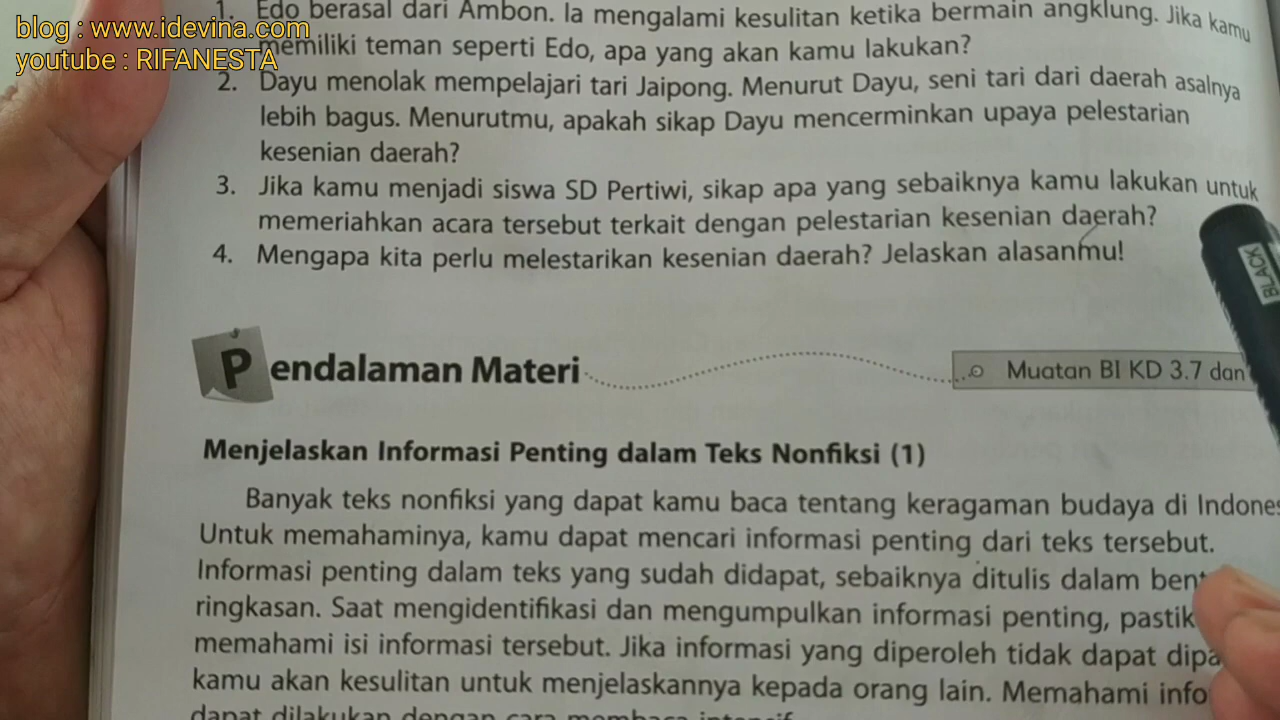 blog : www.idevina.com
youtube : RIFANESTA
1. Edo berasal dari Ambon. Ia mengalami kesulitan ketika bermain angklung. Jika kamu
memiliki teman seperti Edo, apa yang akan kamu lakukan?
2. Dayu menolak mempelajari tari Jaipong. Menurut Dayu, seni tari dari daerah asalnya
lebih bagus. Menurutmu, apakah sikap Dayu mencerminkan upaya pelestarian
kesenian daerah?
3. Jika kamu menjadi siswa SD Pertiwi, sikap apa yang sebaiknya kamu lakukan untuk
memeriahkan acara tersebut terkait dengan pelestarian kesenian daerah?
4. Mengapa kita perlu melestarikan kesenian daerah? Jelaskan alasanmu!
Pendalaman Materi
Muatan BI KD 3.7 dan
BLACK
Menjelaskan Informasi Penting dalam Teks Nonfiksi (1)
Banyak teks nonfiksi yang dapat kamu baca tentang keragaman budaya di
Untuk memahaminya, kamu dapat mencari informasi penting dari teks tersebut.
Informasi penting dalam teks yang sudah didapat, sebaiknya ditulis dalam
ringkasan. Saat mengidentifikasi dan mengumpulkan informasi penting,
memahami isi informasi tersebut. Jika informasi yang diperoleh tidak dapat
kamu akan kesulitan untuk menjelaskannya kepada orang lain. Memahami
dapat dilakukan dengan cara membaca intensif.